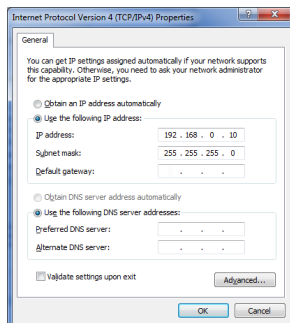 Internet Protocol Version 4 (TCP/IPv4) Properties
General
You can get IP settings assigned automatically if your network supports
this capability. Otherwise, you need to ask your network administrator
for the appropriate IP settings.
Obtain an IP address automatically
Use the following IP address:
IP address: 192 . 168 . 0 . 10
Subnet mask: 255 . 255 . 255 . 0
Default gateway: . . .
Obtain DNS server address automatically
Use the following DNS server addresses:
Preferred DNS server: . . .
Alternate DNS server: . . .
Validate settings upon exit
Advanced...
OK Cancel